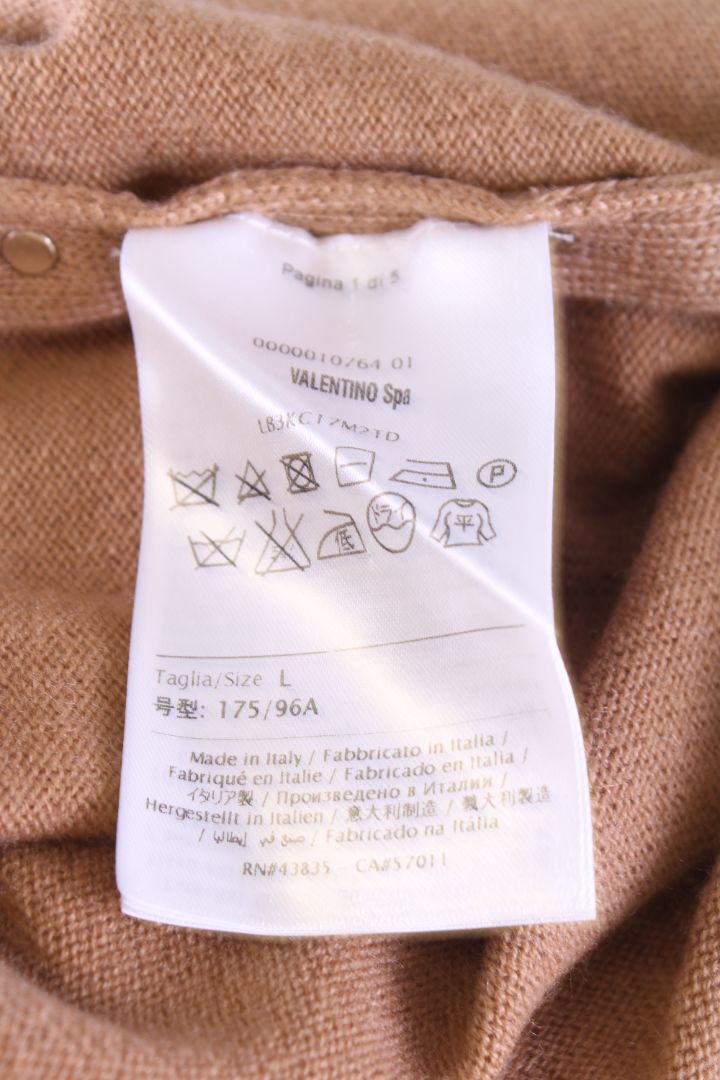 Pagina 1 di 5
0000010764 01
VALENTINO Spa
LB3KC17M2TD
P
低
平
Taglia/Size L
号型: 175/96A
Made in Italy / Fabbricato in Italia /
Fabriqué en Italie / Fabricado en Italia /
イタリア製 / Произведено в Италии /
Hergestellt in Italien / 意大利制造 / 義大利製造
/ صنع في إيطاليا / Fabricado na Itália
RN#43835 - CA#57011